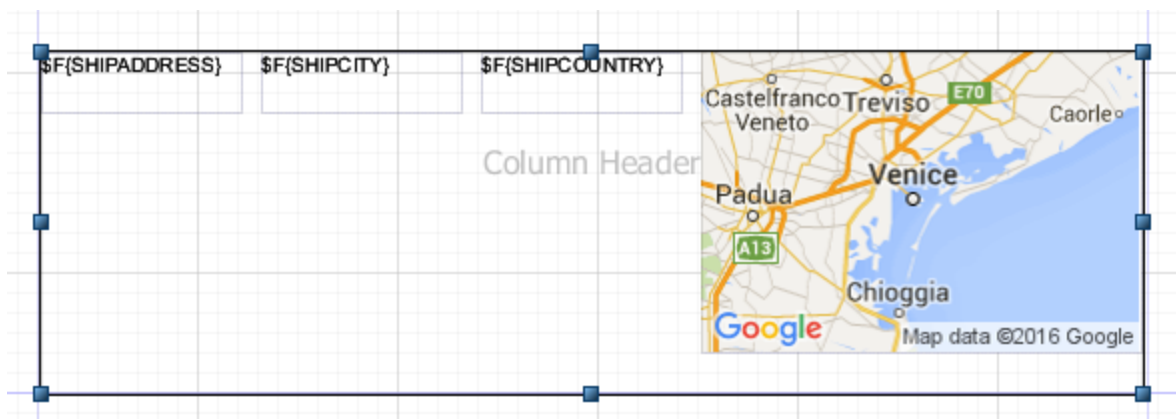 $F{SHIPADDRESS} $F{SHIPCITY} $F{SHIPCOUNTRY}
Column Header
Castelfranco
Veneto
Treviso
E70
Caorle
Venice
Padua
A13
Chioggia
Google
Map data ©2016 Google